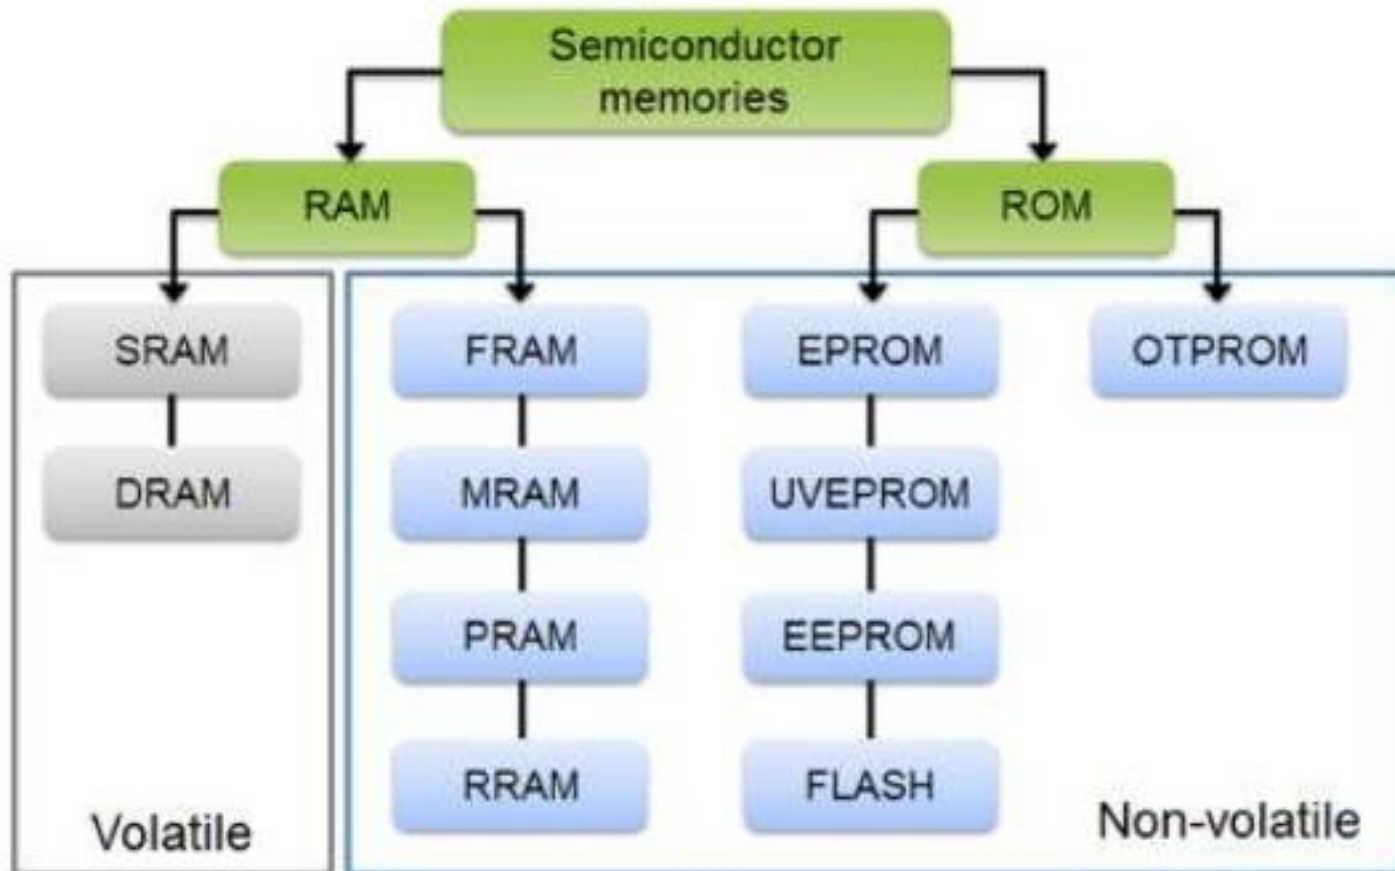 Semiconductor
memories
RAM
ROM
SRAM
FRAM
EPROM
OTPROM
DRAM
MRAM
UVEPROM
PRAM
EEPROM
RRAM
FLASH
Volatile
Non-volatile